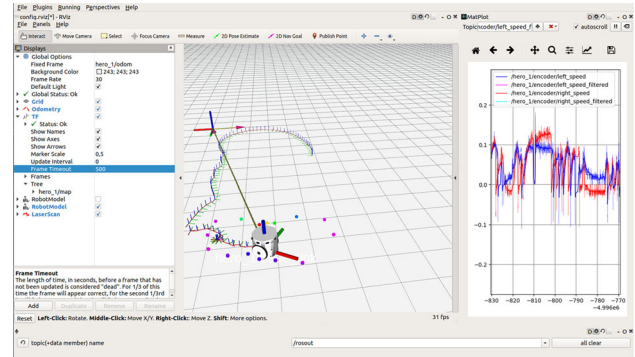 File Plugins Running Perspectives Help
config.rviz[*] - RViz
File Panels Help
Interact Move Camera Select Focus Camera Measure 2D Pose Estimate 2D Nav Goal Publish Point
Displays
Global Options
Fixed Frame hero_1/odom
Background Color 243; 243; 243
Frame Rate 30
Default Light
Global Status: Ok
Grid
Odometry
TF
Status: Ok
Show Names
Show Axes
Show Arrows
Marker Scale 0,5
Update Interval 0
Frame Timeout 500
Frames
Tree
hero_1/map
RobotModel
RobotModel
LaserScan
Frame Timeout
The length of time, in seconds, before a frame that has
not been updated is considered "dead". For 1/3 of this
time the frame will appear correct, for the second 1/3rd
Add Duplicate Remove Rename
Reset Left-Click: Rotate. Middle-Click: Move X/Y. Right-Click: Move Z. Shift: More options. 31 fps
MatPlot
Topic/ncoder/left_speed_f autoscroll
/hero_1/encoder/left_speed
/hero_1/encoder/left_speed_filtered
/hero_1/encoder/right_speed
/hero_1/encoder/right_speed_filtered
0.2
0.1
0.0
−0.1
−0.2
−830 −820 −810 −800 −790 −780 −770
−4.996e6
topic(+data member) name /rosout all clear